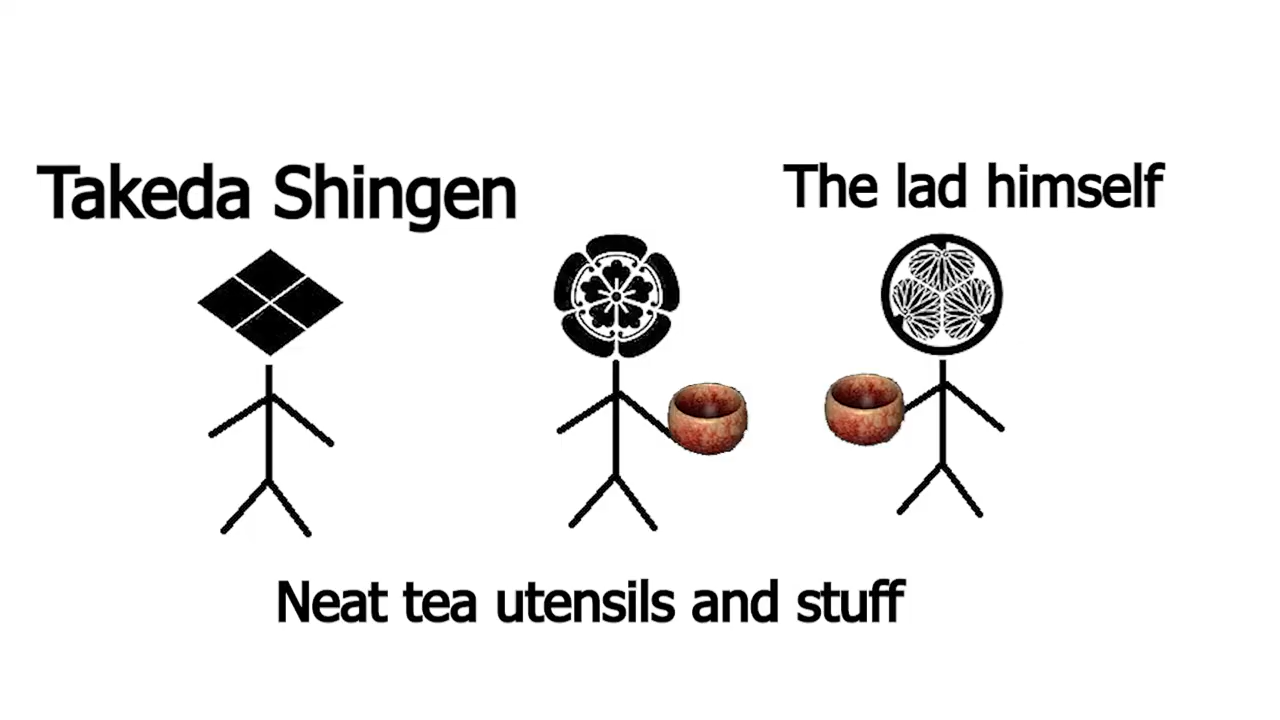 Takeda Shingen
The lad himself
Neat tea utensils and stuff